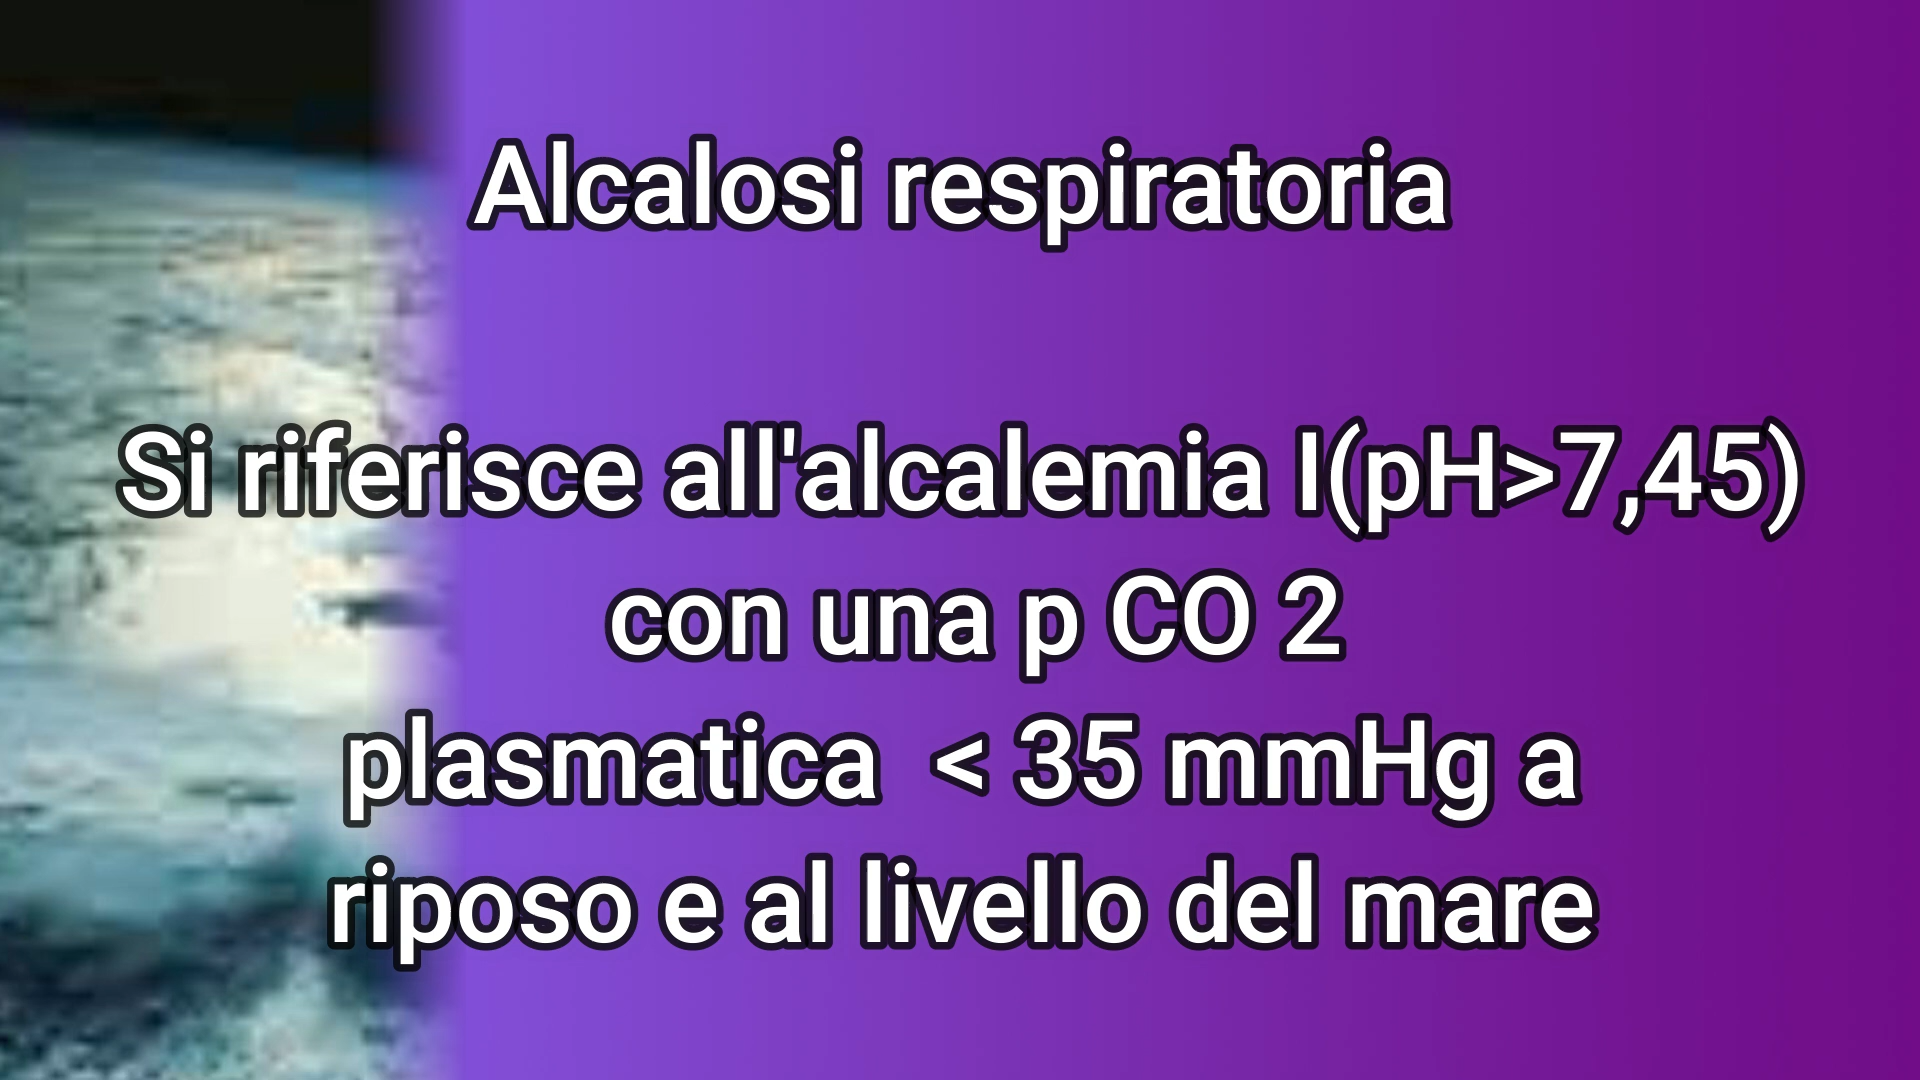 Alcalosi respiratoria
Si riferisce all'alcalemia I(pH>7,45)
con una p CO 2
plasmatica  < 35 mmHg a
riposo e al livello del mare